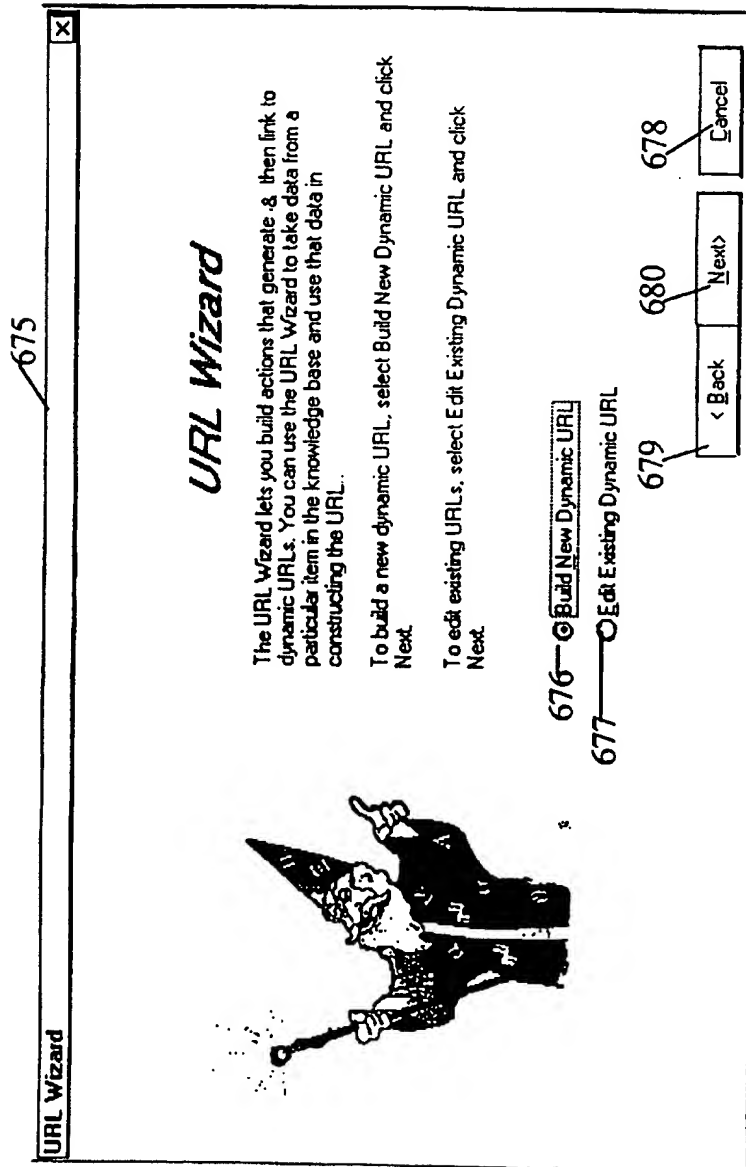 675
URL Wizard
URL Wizard
The URL Wizard lets you build actions that generate & then link to
dynamic URLs. You can use the URL Wizard to take data from a
particular item in the knowledge base and use that data in
constructing the URL.
To build a new dynamic URL, select Build New Dynamic URL and click
Next.
To edit existing URLs, select Edit Existing Dynamic URL and click
Next.
676 Build New Dynamic URL
677 Edit Existing Dynamic URL
679 680 678
< Back Next> Cancel